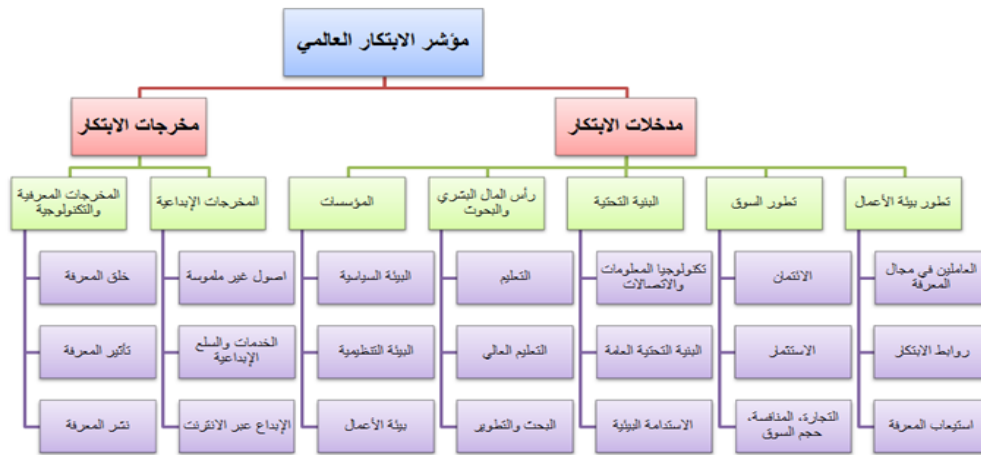 مؤشر الابتكار العالمي
مدخلات الابتكار
مخرجات الابتكار
تطور بيئة الأعمال
تطور السوق
البنية التحتية
رأس المال البشري
والبحوث
المؤسسات
المخرجات الإبداعية
المخرجات المعرفية
والتكنولوجية
العاملين في مجال
المعرفة
الائتمان
تكنولوجيا المعلومات
والاتصالات
التعليم
البيئة السياسية
اصول غير ملموسة
خلق المعرفة
روابط الابتكار
الاستثمار
البنية التحتية العامة
التعليم العالي
البيئة التنظيمية
الخدمات والسلع
الإبداعية
تأثير المعرفة
استيعاب المعرفة
التجارة، المنافسة،
حجم السوق
الاستدامة البيئية
البحث والتطوير
بيئة الأعمال
الإبداع عبر الانترنت
نشر المعرفة